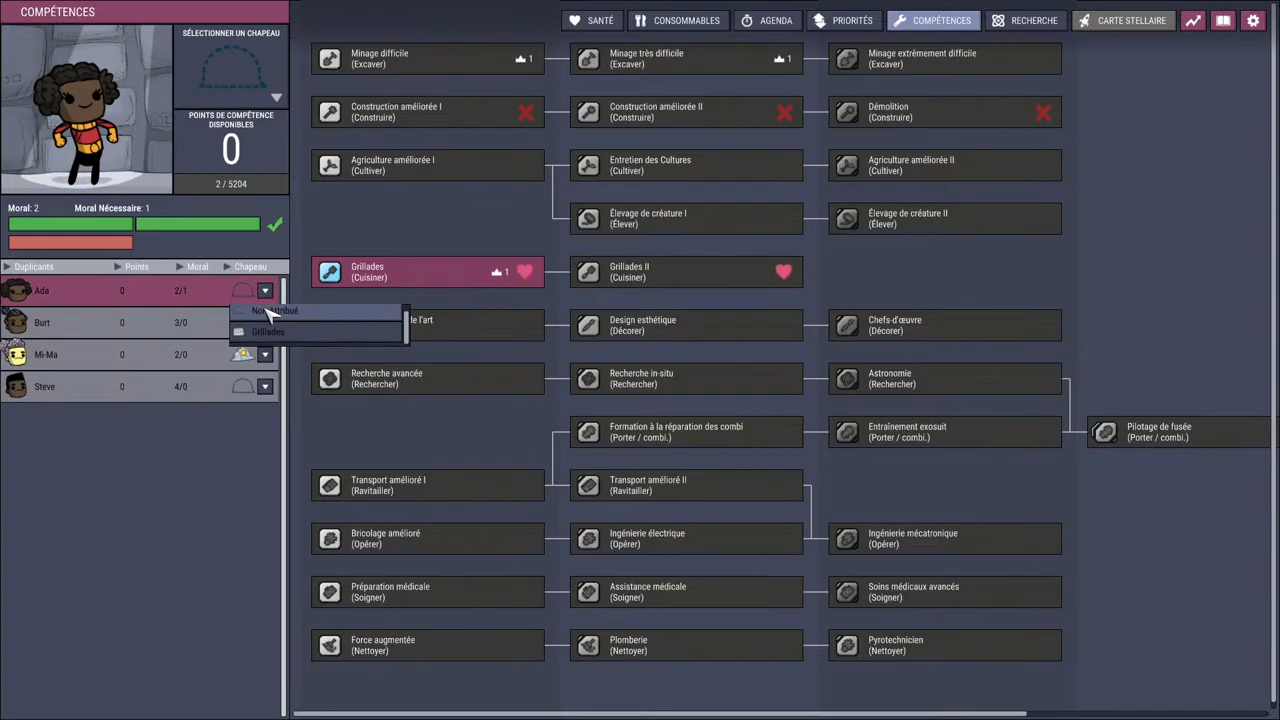 COMPÉTENCES
SANTÉ
CONSOMMABLES
AGENDA
PRIORITÉS
COMPÉTENCES
RECHERCHE
CARTE STELLAIRE
SÉLECTIONNER UN CHAPEAU
POINTS DE COMPÉTENCE
DISPONIBLES
0
2 / 5204
Moral: 2
Moral Nécessaire: 1
Duplicants
Points
Moral
Chapeau
Ada
0
2/1
Non Attribué
Grillades
Burt
0
3/0
Mi-Ma
0
2/0
Steve
0
4/0
Minage difficile
(Excaver)
1
Minage très difficile
(Excaver)
1
Minage extrêmement difficile
(Excaver)
Construction améliorée I
(Construire)
Construction améliorée II
(Construire)
Démolition
(Construire)
Agriculture améliorée I
(Cultiver)
Entretien des Cultures
(Cultiver)
Agriculture améliorée II
(Cultiver)
Élevage de créature I
(Élever)
Élevage de créature II
(Élever)
Grillades
(Cuisiner)
1
Grillades II
(Cuisiner)
de l'art
Design esthétique
(Décorer)
Chefs-d'œuvre
(Décorer)
Recherche avancée
(Rechercher)
Recherche in-situ
(Rechercher)
Astronomie
(Rechercher)
Formation à la réparation des combi
(Porter / combi.)
Entraînement exosuit
(Porter / combi.)
Pilotage de fusée
(Porter / combi.)
Transport amélioré I
(Ravitailler)
Transport amélioré II
(Ravitailler)
Bricolage amélioré
(Opérer)
Ingénierie électrique
(Opérer)
Ingénierie mécatronique
(Opérer)
Préparation médicale
(Soigner)
Assistance médicale
(Soigner)
Soins médicaux avancés
(Soigner)
Force augmentée
(Nettoyer)
Plomberie
(Nettoyer)
Pyrotechnicien
(Nettoyer)